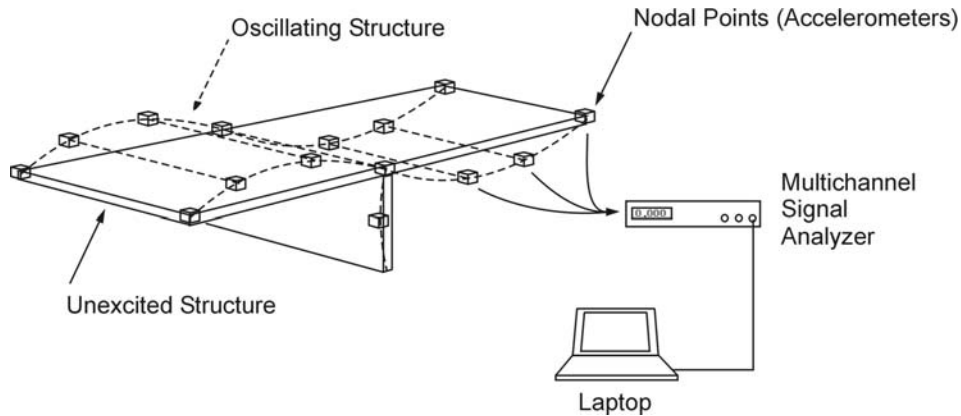 Nodal Points (Accelerometers)
Oscillating Structure
Multichannel
Signal
Analyzer
0.000
Unexcited Structure
Laptop